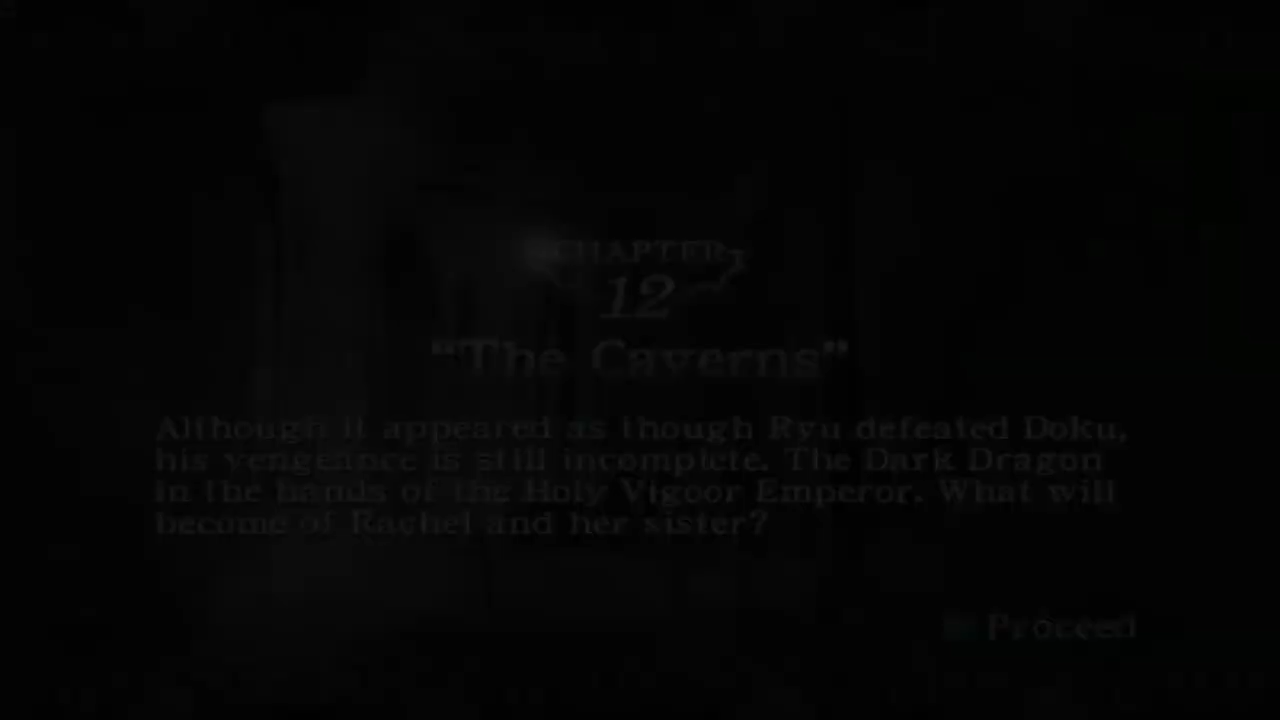 CHAPTER
12
"The Caverns"
Although it appeared as though Ryu defeated Doku,
his vengeance is still incomplete. The Dark Dragon
in the hands of the Holy Vigoor Emperor. What will
become of Rachel and her sister?
Proceed